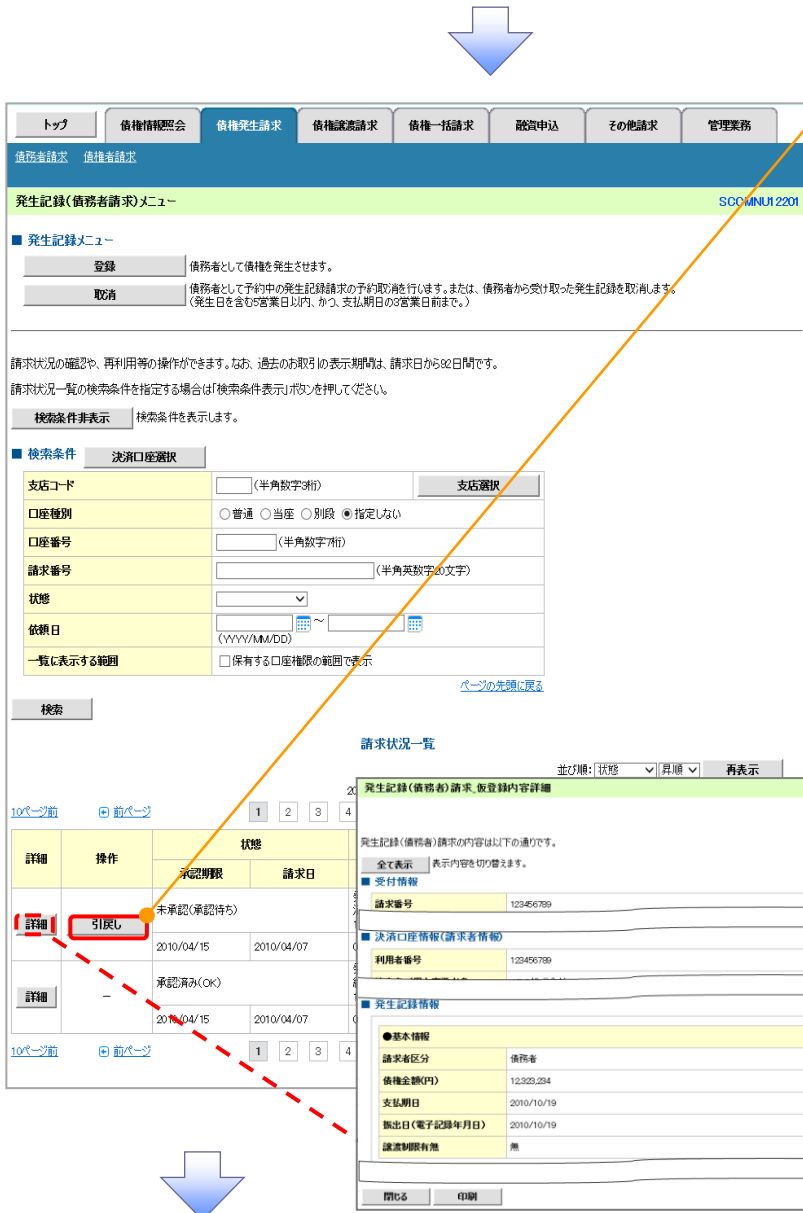 トップ 債権情報照会 債権発生請求 債権譲渡請求 債権一括請求 融資申込 その他請求 管理業務
債務者請求 債権者請求
発生記録(債務者請求)メニュー SCCMNU12201
■ 発生記録メニュー
登録 債務者として債権を発生させます。
取消 債務者として予約中の発生記録請求の予約取消を行います。または、債務者から受け取った発生記録を取消します。
(発生日を含む5営業日以内、かつ、支払期日の3営業日前まで。)
請求状況の確認や、再利用等の操作ができます。なお、過去のお取引の表示期間は、請求日から92日間です。
請求状況一覧の検索条件を指定する場合は「検索条件表示」ボタンを押してください。
検索条件非表示 検索条件を表示します。
■ 検索条件 決済口座選択
支店コード (半角数字3桁) 支店選択
口座種別 ○普通 ○当座 ○別段 ◉指定しない
口座番号 (半角数字7桁)
請求番号 (半角英数字20文字)
状態
依頼日 ~
(YYYY/MM/DD)
一覧に表示する範囲 □保有する口座権限の範囲で表示
ページの先頭に戻る
検索
請求状況一覧
並び順: 状態 昇順 再表示
20
10ページ前 前ページ 1 2 3 4
詳細 操作 状態
承認期限 請求日
詳細 引戻し 未承認(承認待ち)
2010/04/15 2010/04/07
詳細 － 承認済み(OK)
2010/04/15 2010/04/07
10ページ前 前ページ 1 2 3 4
発生記録(債務者)請求_仮登録内容詳細
発生記録(債務者)請求の内容は以下の通りです。
全て表示 表示内容を切り替えます。
■ 受付情報
請求番号 123456789
■ 決済口座情報(請求者情報)
利用者番号 123456789
■ 発生記録情報
●基本情報
請求者区分 債務者
債権金額(円) 12,323,234
支払期日 2010/10/19
振出日(電子記録年月日) 2010/10/19
譲渡制限有無 無
閉じる 印刷